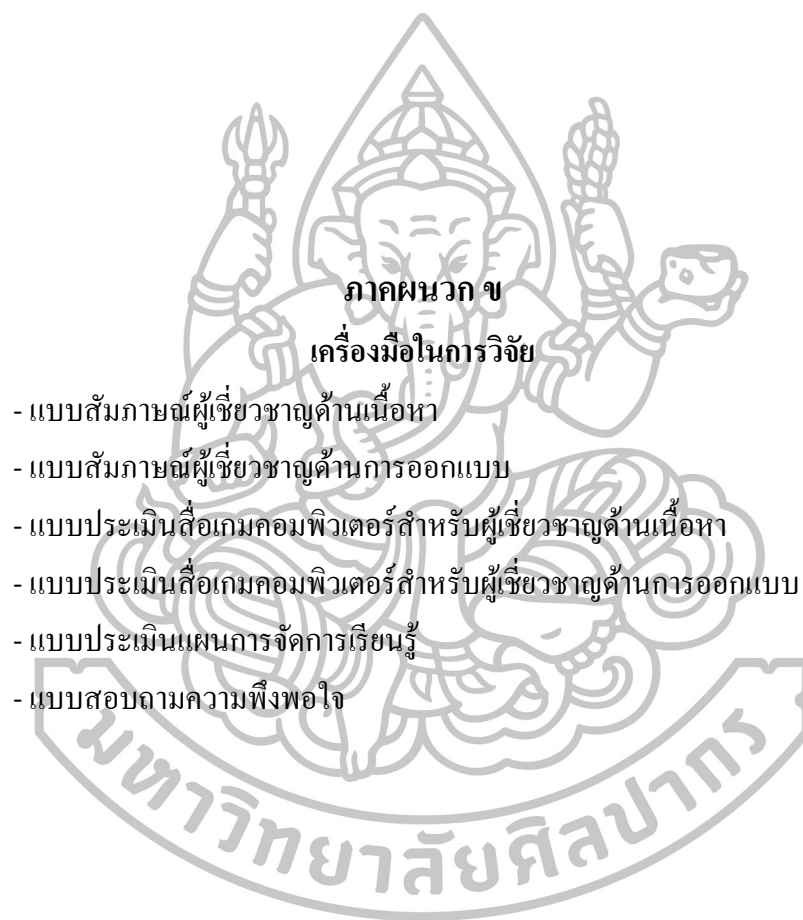 ภาคผนวก ข
เครื่องมือในการวิจัย
- แบบสัมภาษณ์ผู้เชี่ยวชาญด้านเนื้อหา
- แบบสัมภาษณ์ผู้เชี่ยวชาญด้านการออกแบบ
- แบบประเมินสื่อเกมคอมพิวเตอร์สำหรับผู้เชี่ยวชาญด้านเนื้อหา
- แบบประเมินสื่อเกมคอมพิวเตอร์สำหรับผู้เชี่ยวชาญด้านการออกแบบ
- แบบประเมินแผนการจัดการเรียนรู้
- แบบสอบถามความพึงพอใจ
มหาวิทยาลัยศิลปากร